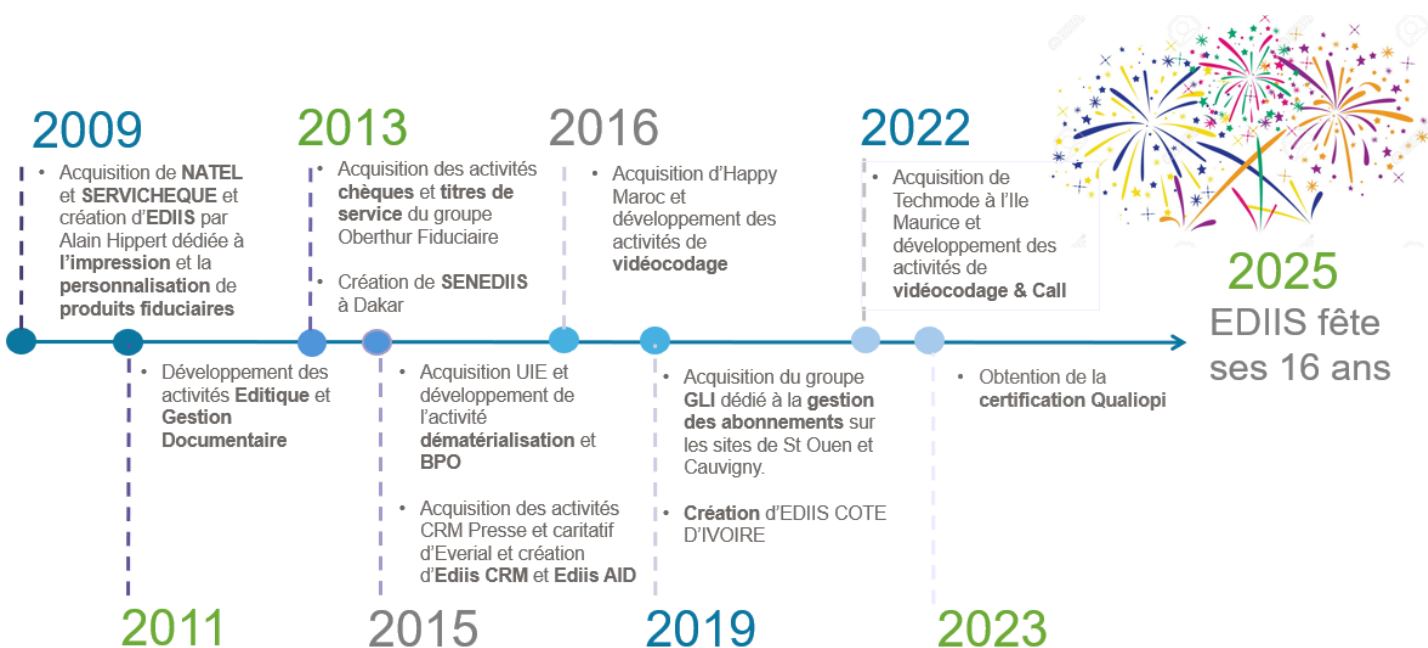 2009
• Acquisition de NATEL
et SERVICHEQUE et
création d'EDIIS par
Alain Hippert dédiée à
l'impression et la
personnalisation de
produits fiduciaires
2013
• Acquisition des activités
chèques et titres de
service du groupe
Oberthur Fiduciaire
• Création de SENEDIIS
à Dakar
2016
• Acquisition d'Happy
Maroc et
développement des
activités de
vidéocodage
2022
• Acquisition de
Techmode à l'Ile
Maurice et
développement des
activités de
vidéocodage & Call
2025
EDIIS fête
ses 16 ans
• Développement des
activités Editique et
Gestion
Documentaire
2011
• Acquisition UIE et
développement de
l'activité
dématérialisation et
BPO
• Acquisition des activités
CRM Presse et caritatif
d'Everial et création
d'Ediis CRM et Ediis AID
2015
• Acquisition du groupe
GLI dédié à la gestion
des abonnements sur
les sites de St Ouen et
Cauvigny.
• Création d'EDIIS COTE
D'IVOIRE
2019
• Obtention de la
certification Qualiopi
2023